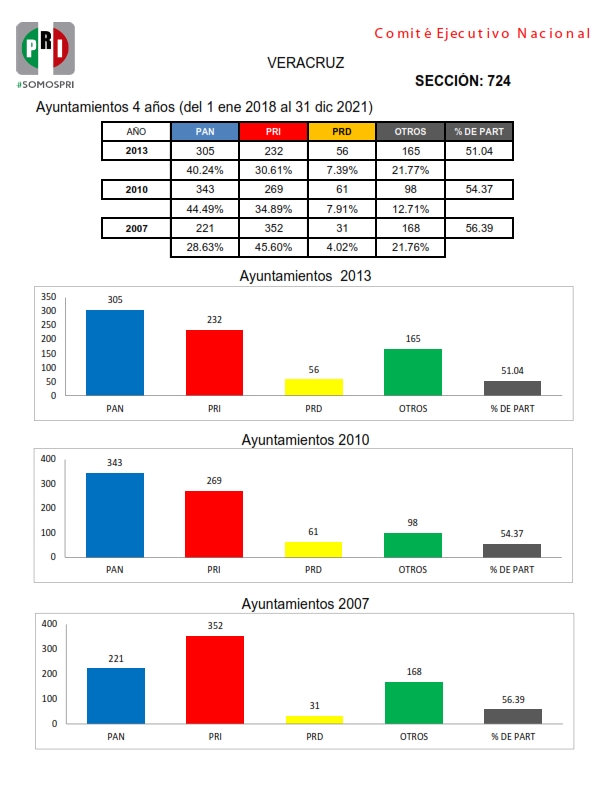 Comité Ejecutivo Nacional
PRI
#SOMOSPRI
VERACRUZ
SECCIÓN: 724
Ayuntamientos 4 años (del 1 ene 2018 al 31 dic 2021)
AÑO PAN PRI PRD OTROS % DE PART
2013 305 232 56 165 51.04
40.24% 30.61% 7.39% 21.77%
2010 343 269 61 98 54.37
44.49% 34.89% 7.91% 12.71%
2007 221 352 31 168 56.39
28.63% 45.60% 4.02% 21.76%
Ayuntamientos 2013
350
300
250
200
150
100
50
0
305 232 56 165 51.04
PAN PRI PRD OTROS % DE PART
Ayuntamientos 2010
400
300
200
100
0
343 269 61 98 54.37
PAN PRI PRD OTROS % DE PART
Ayuntamientos 2007
400
300
200
100
0
221 352 31 168 56.39
PAN PRI PRD OTROS % DE PART